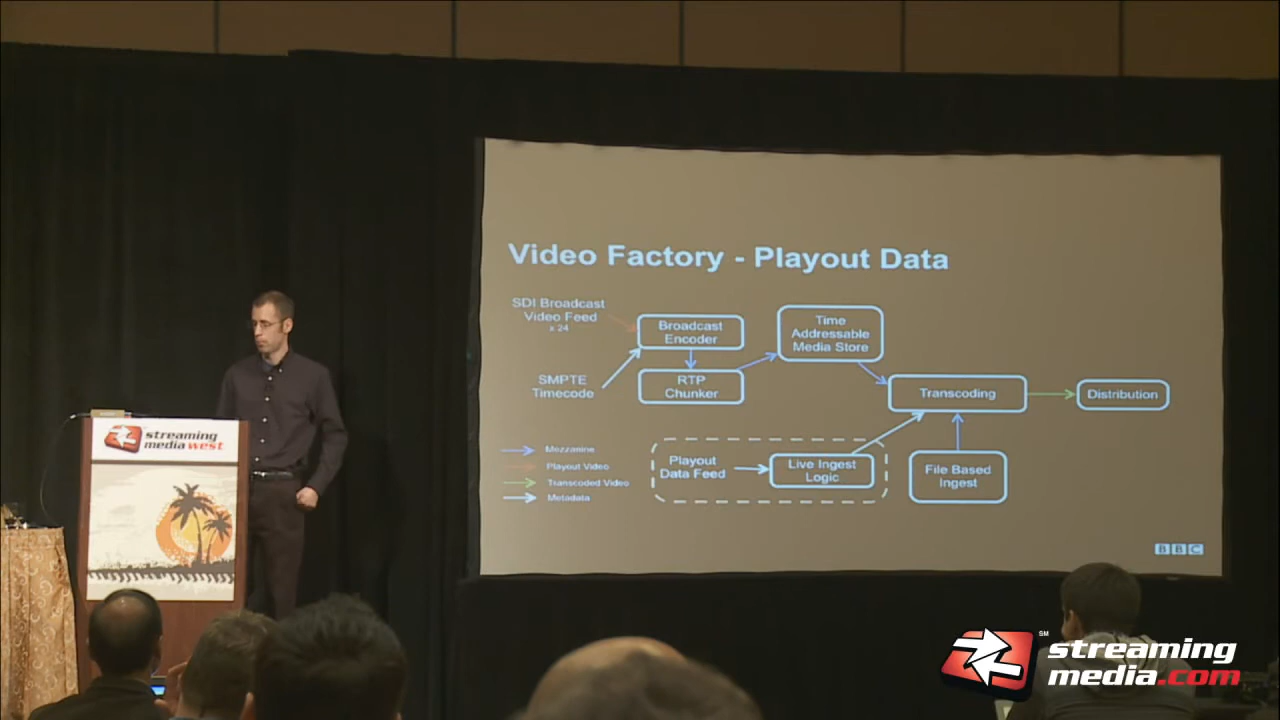 Video Factory - Playout Data
SDI Broadcast
Video Feed
x 24
SMPTE
Timecode
Broadcast
Encoder
RTP
Chunker
Time
Addressable
Media Store
Transcoding
Distribution
Mezzanine
Playout Video
Transcoded Video
Metadata
Playout
Data Feed
Live Ingest
Logic
File Based
Ingest
BBC
streaming
media west
SM
streaming
media.com